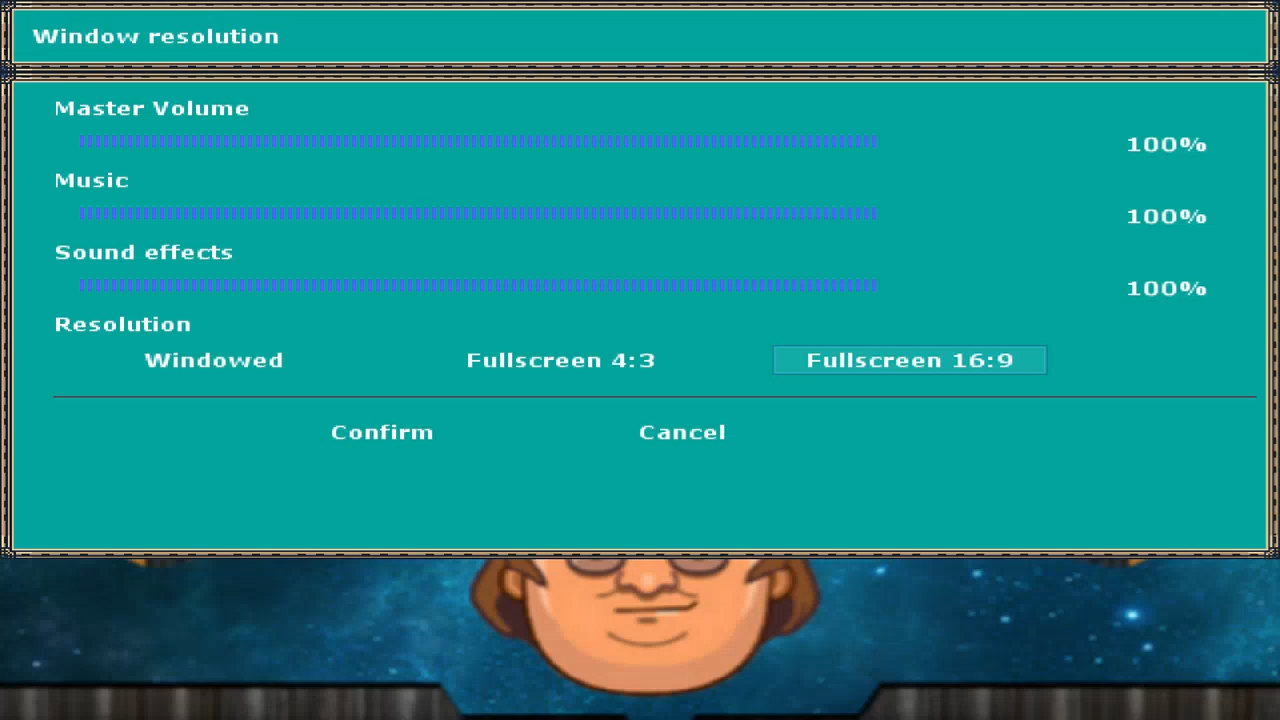 Window resolution
Master Volume
100%
Music
100%
Sound effects
100%
Resolution
Windowed Fullscreen 4:3 Fullscreen 16:9
Confirm Cancel